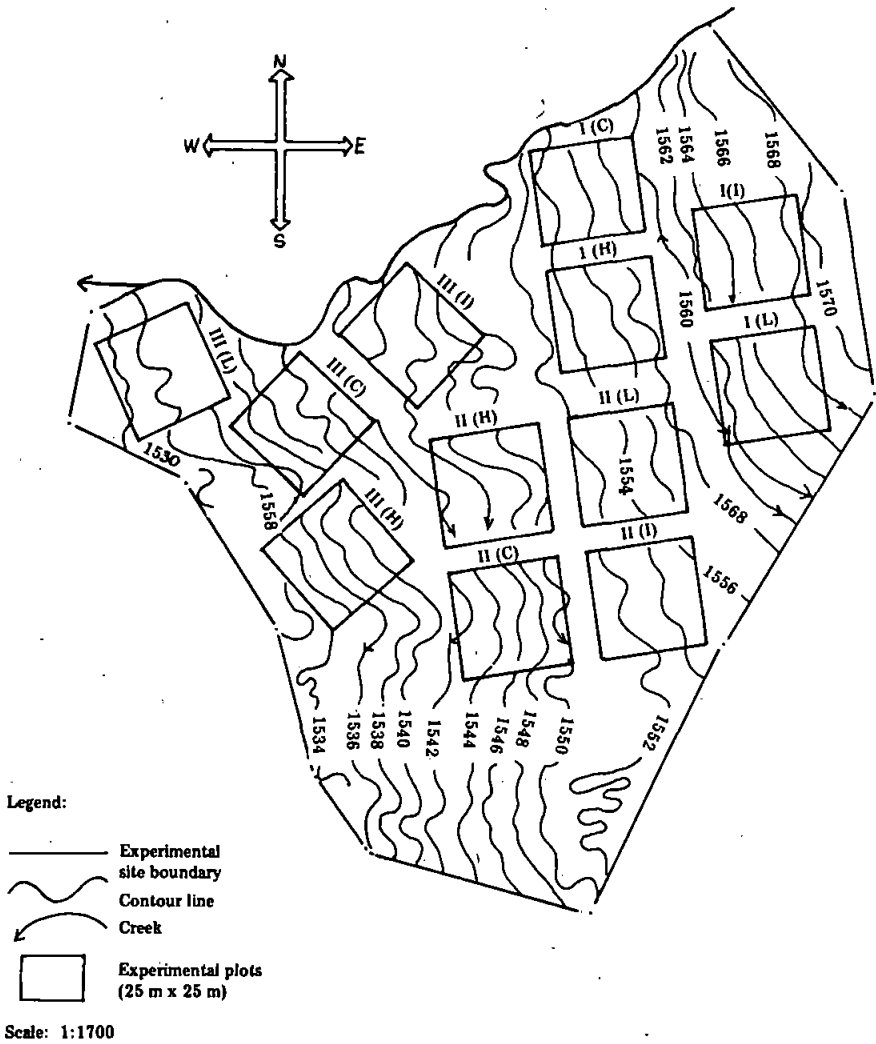 N
W E
S
I (C)
1562
1564
1566
1568
I(I)
I (H)
1560
1570
I (L)
III (I)
III (L)
III (C)
II (H)
II (L)
1554
1530
1558
III (H)
II (C)
II (I)
1568
1556
1534
1536
1538
1540
1542
1544
1546
1548
1550
1552
Legend:
Experimental
site boundary
Contour line
Creek
Experimental plots
(25 m x 25 m)
Scale: 1:1700